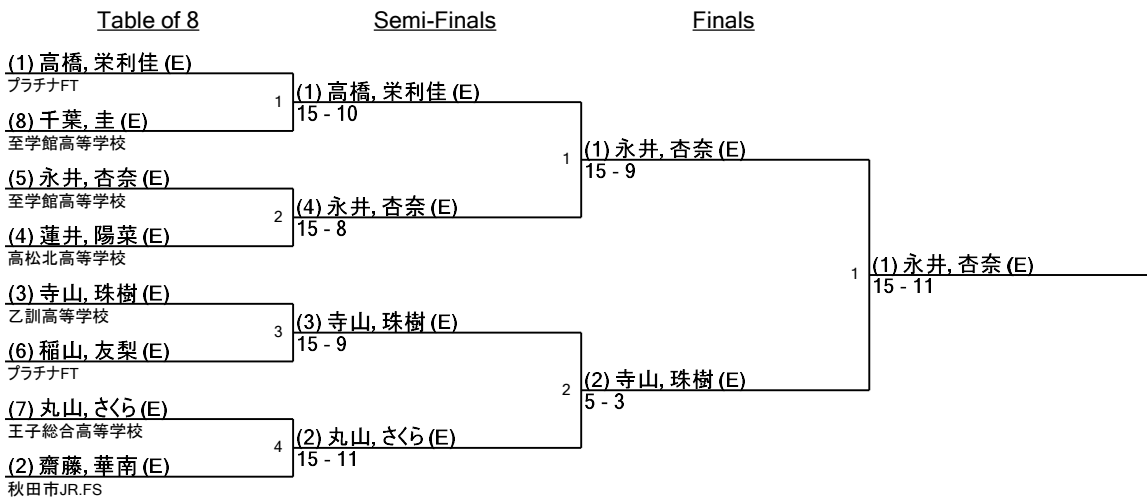 Table of 8
Semi-Finals
Finals
(1) 高橋, 栄利佳 (E)
プラチナFT
1
(8) 千葉, 圭 (E)
至学館高等学校
(5) 永井, 杏奈 (E)
至学館高等学校
2
(4) 蓮井, 陽菜 (E)
高松北高等学校
(3) 寺山, 珠樹 (E)
乙訓高等学校
3
(6) 稲山, 友梨 (E)
プラチナFT
(7) 丸山, さくら (E)
王子総合高等学校
4
(2) 齋藤, 華南 (E)
秋田市JR.FS
(1) 高橋, 栄利佳 (E)
15 - 10
1
(4) 永井, 杏奈 (E)
15 - 8
(3) 寺山, 珠樹 (E)
15 - 9
2
(2) 丸山, さくら (E)
15 - 11
(1) 永井, 杏奈 (E)
15 - 9
1
(2) 寺山, 珠樹 (E)
5 - 3
(1) 永井, 杏奈 (E)
15 - 11